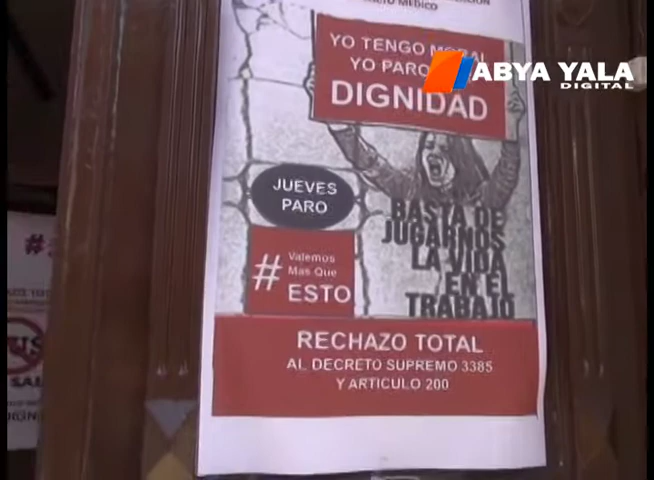 MEDICO
YO TENGO MORAL
YO PARO
DIGNIDAD
ABYA YALA
DIGITAL
JUEVES
PARO
BASTA DE
JUGARNOS
LA VIDA
EN EL
TRABAJO
#Valemos
Mas Que
ESTO
RECHAZO TOTAL
AL DECRETO SUPREMO 3385
Y ARTICULO 200